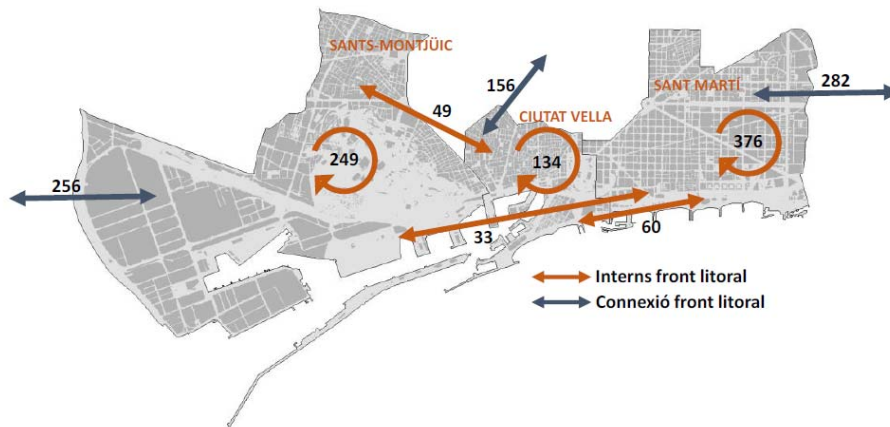 SANTS-MONTJÜIC
156
SANT MARTÍ
282
49
CIUTAT VELLA
376
249
134
256
33
60
Interns front litoral
Connexió front litoral